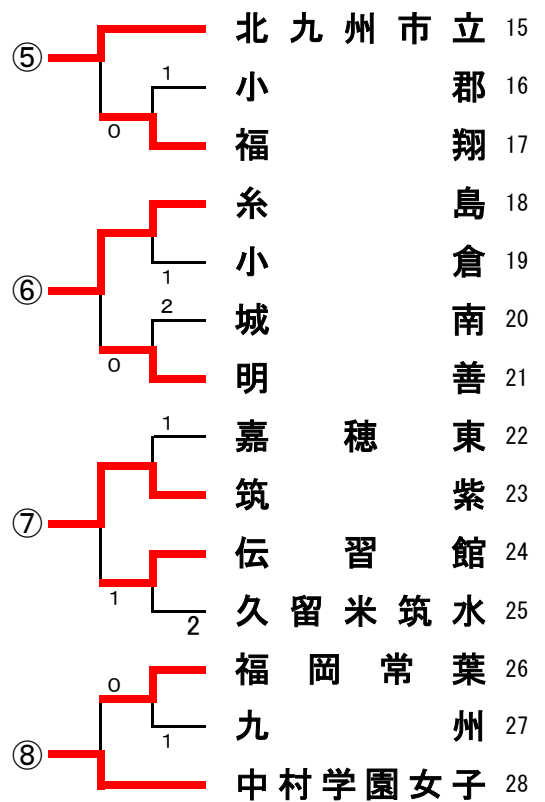 北九州市立 15
⑤
1
小郡 16
0
福翔 17
糸島 18
⑥
小倉 19
1
2
城南 20
0
明善 21
1
嘉穂東 22
筑紫 23
⑦
伝習館 24
1
久留米筑水 25
2
福岡常葉 26
0
九州 27
1
⑧
中村学園女子 28